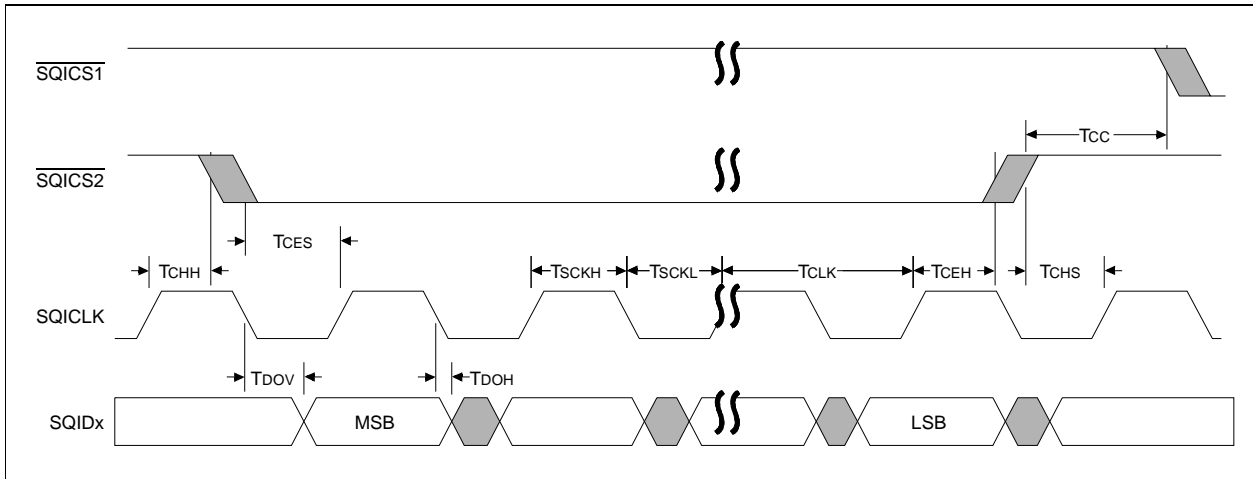 SQICS1
TCC
SQICS2
TCES
TCHH
TSCKH
TSCKL
TCLK
TCEH
TCHS
SQICLK
TDOV
TDOH
SQIDx
MSB
LSB